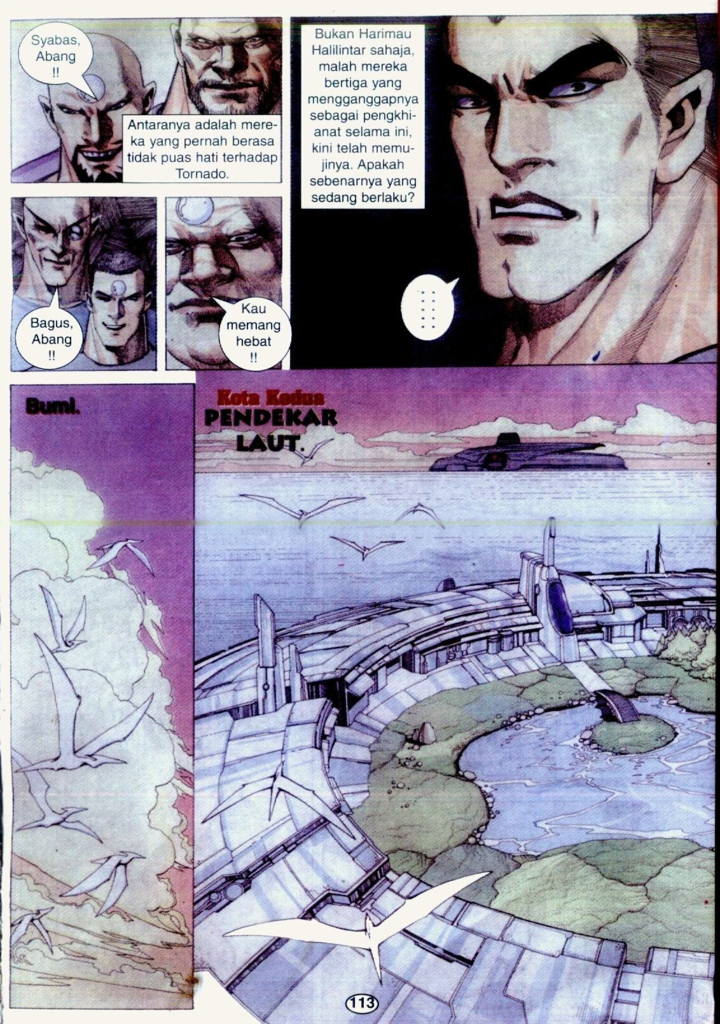 Syabas,
Abang
!!
Antaranya adalah mere-
ka yang pernah berasa
tidak puas hati terhadap
Tornado.
Bukan Harimau
Halilintar sahaja,
malah mereka
bertiga yang
mengganggapnya
sebagai pengkhi-
anat selama ini,
kini telah memu-
jinya. Apakah
sebenarnya yang
sedang berlaku?
Bagus,
Abang
!!
Kau
memang
hebat
!!
Bumi.
Kota Kedua
PENDEKAR
LAUT.
113